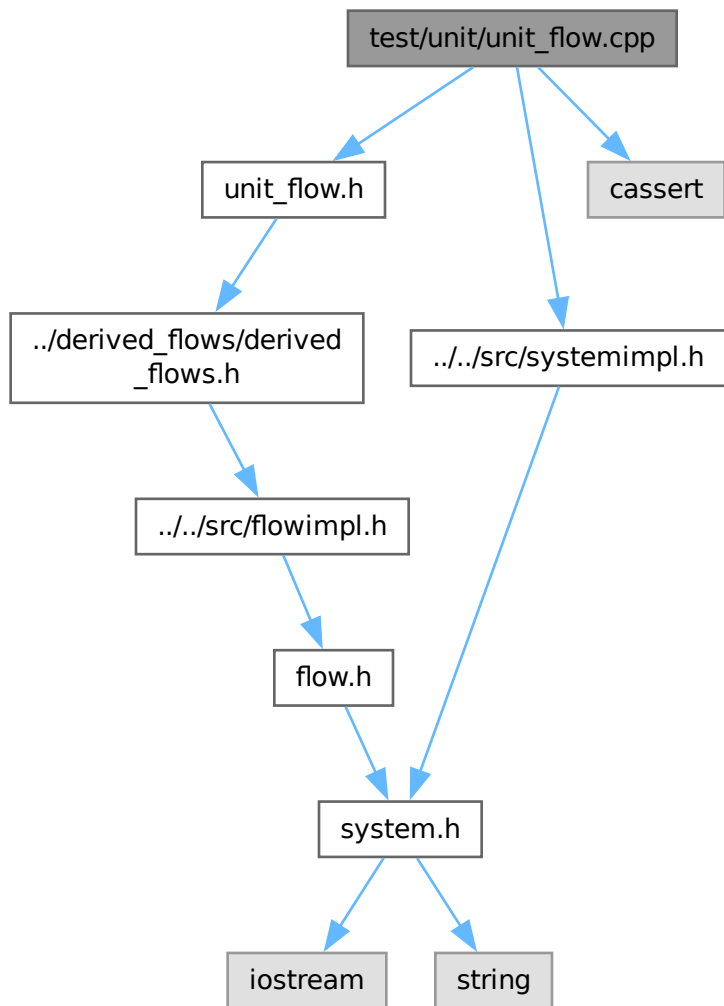 test/unit/unit_flow.cpp
unit_flow.h
cassert
../derived_flows/derived
_flows.h
../../src/systemimpl.h
../../src/flowimpl.h
flow.h
system.h
iostream
string